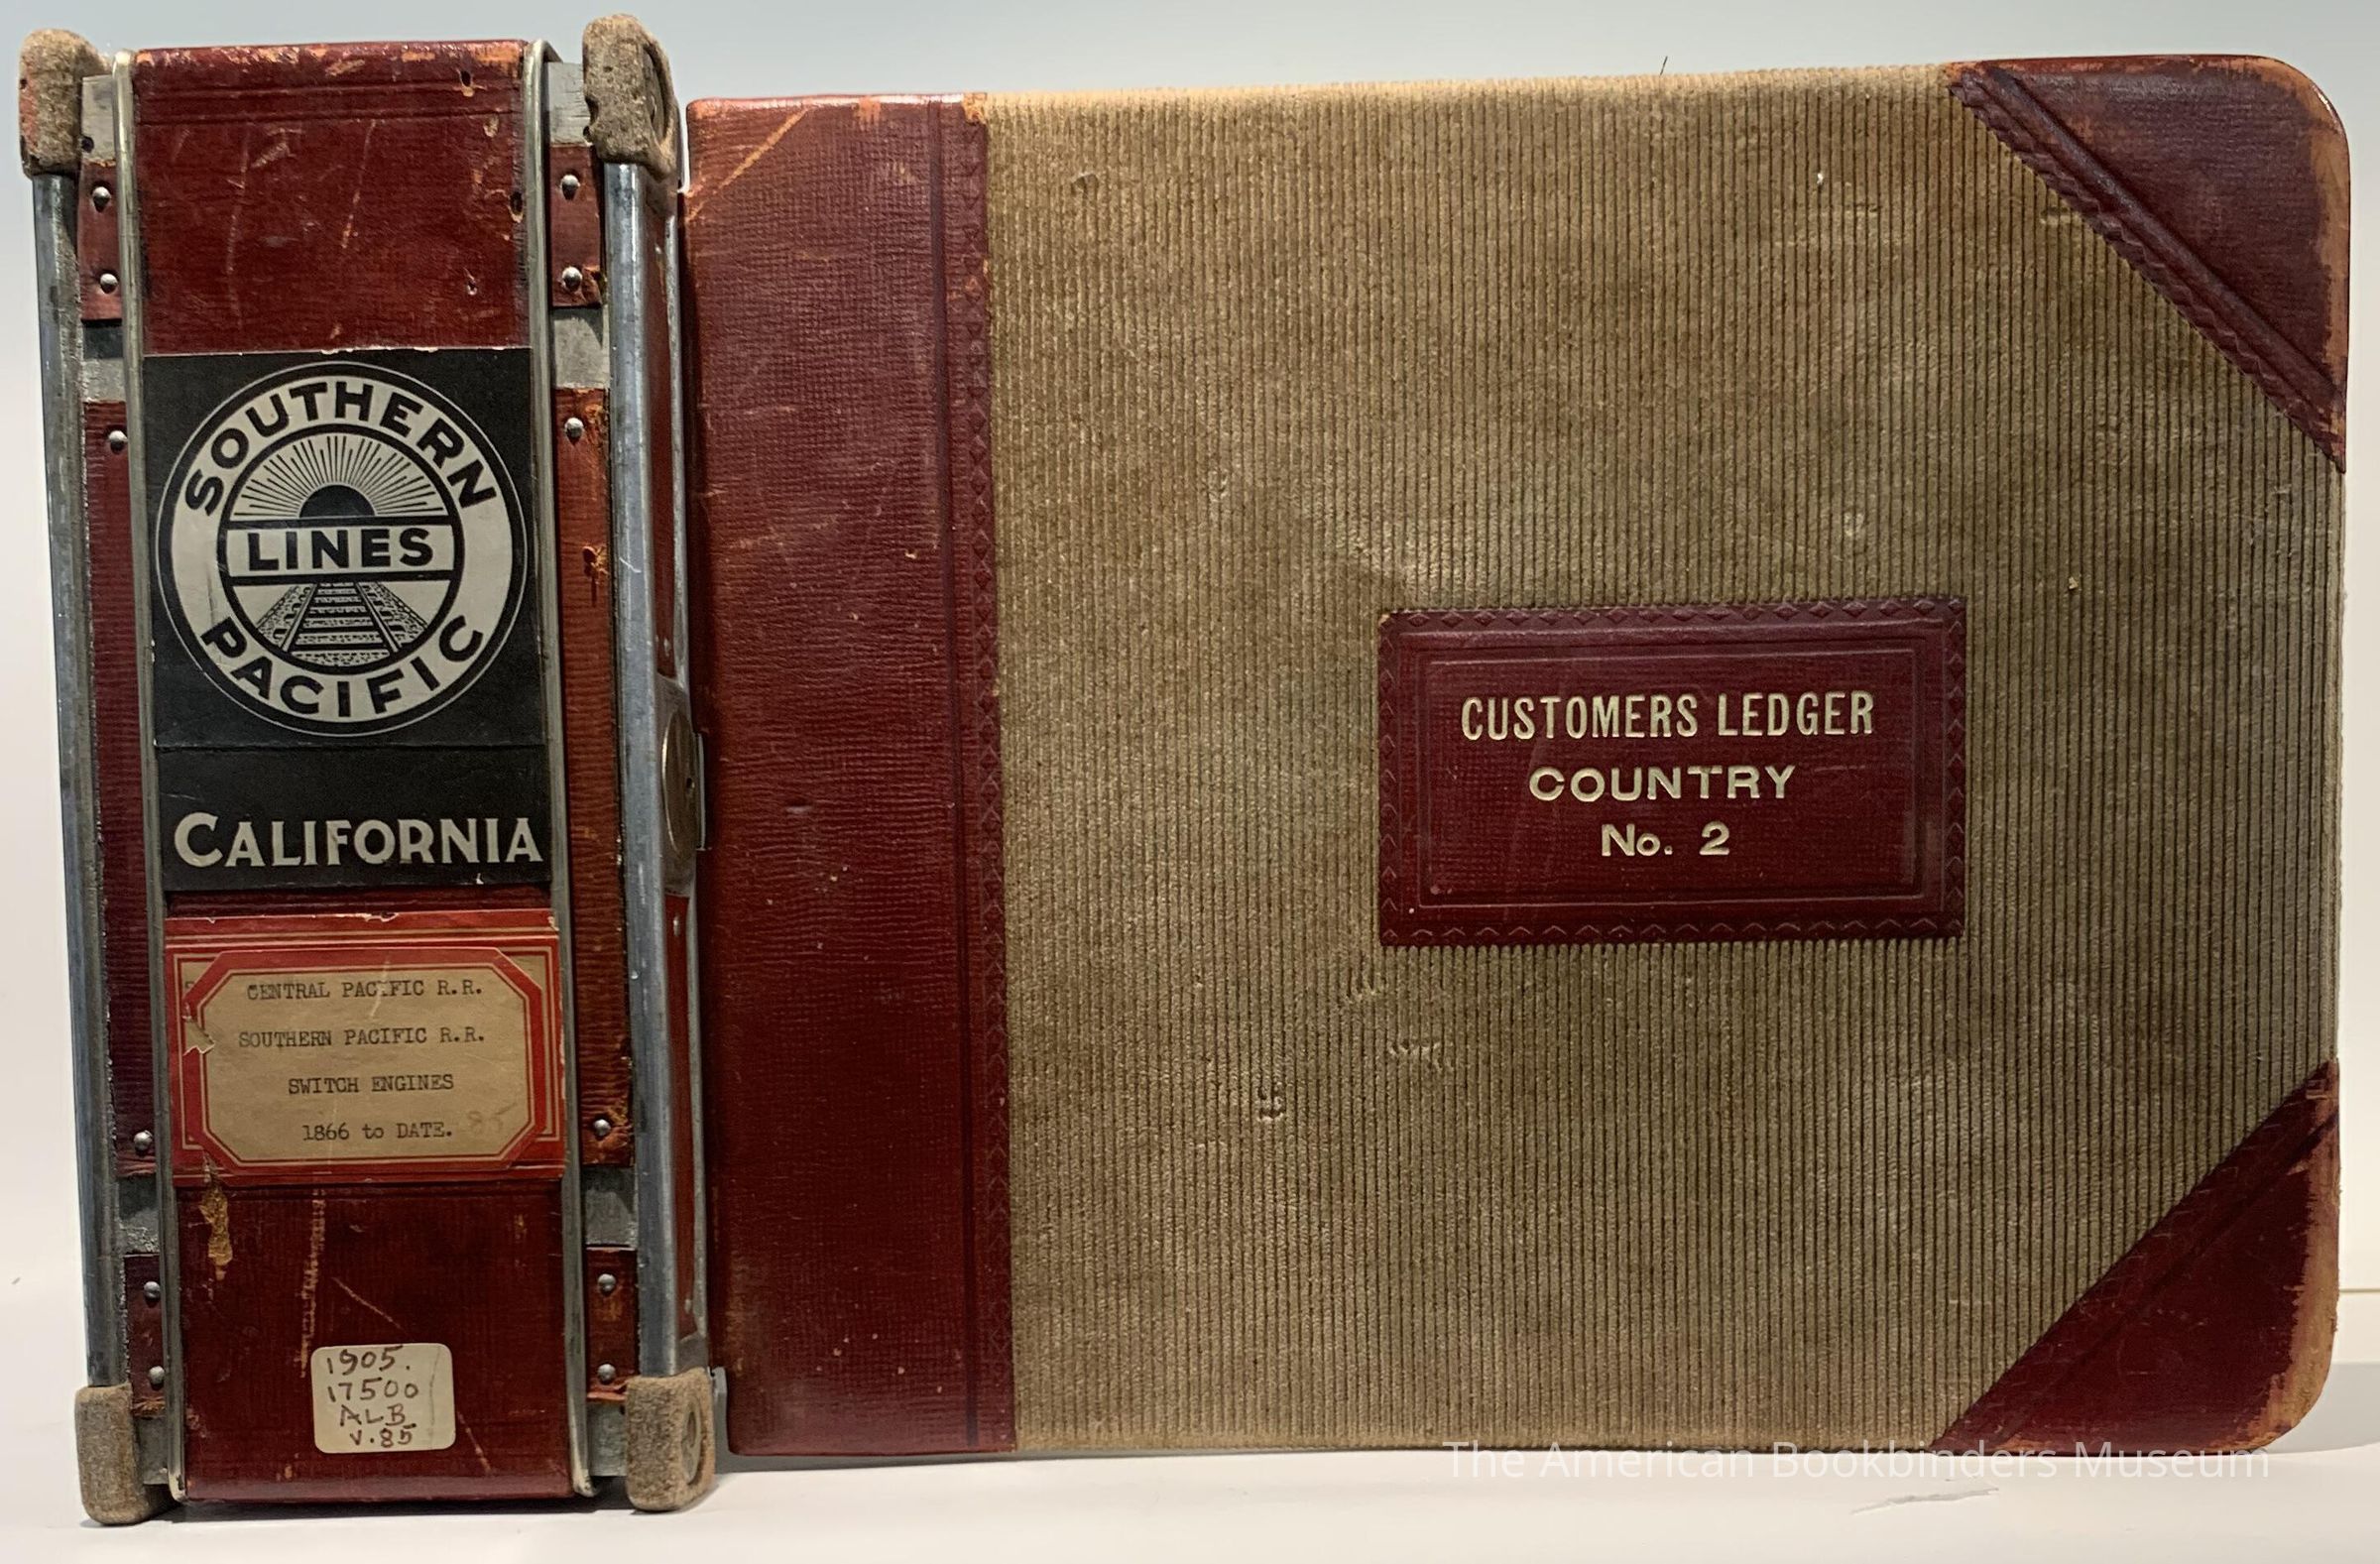 SOUTHERN
LINES
PACIFIC
CALIFORNIA
CENTRAL PACIFIC R.R.
SOUTHERN PACIFIC R.R.
SWITCH ENGINES
1866 to DATE.
85
1905.
17500
ALB
v.85
CUSTOMERS LEDGER
COUNTRY
No. 2
The American Bookbinders Museum